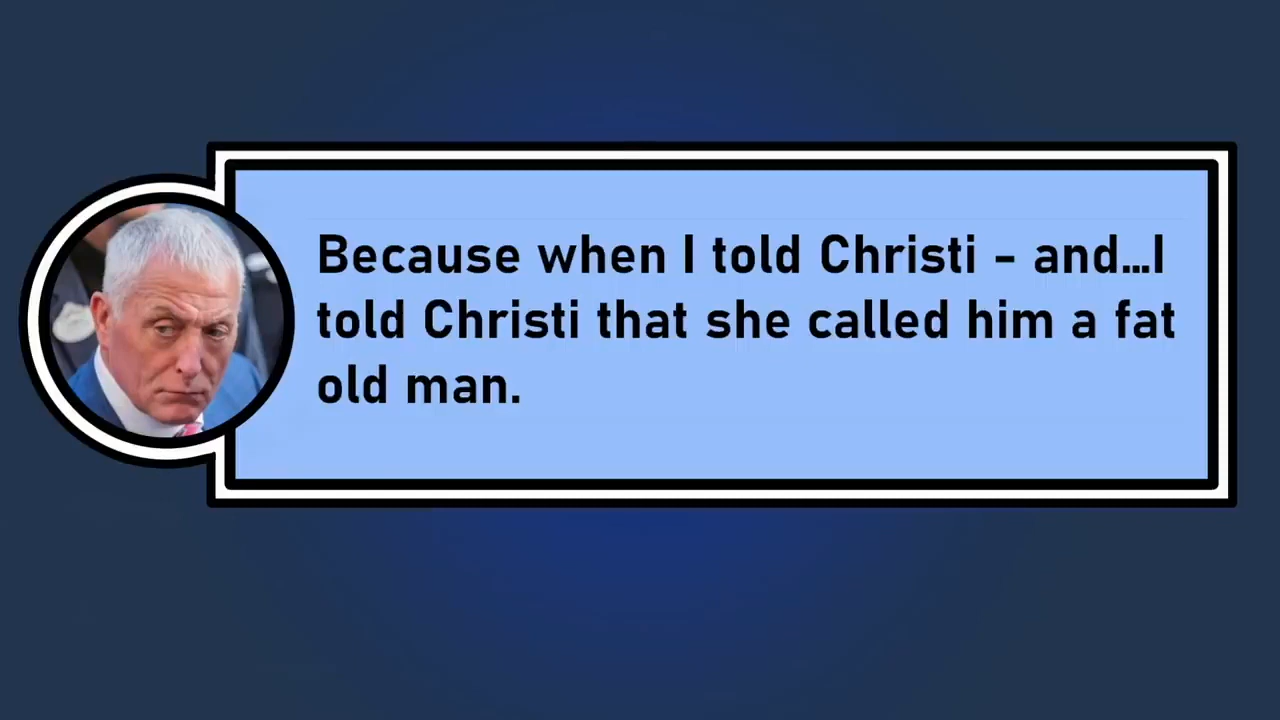 Because when I told Christi - and...I
told Christi that she called him a fat
old man.